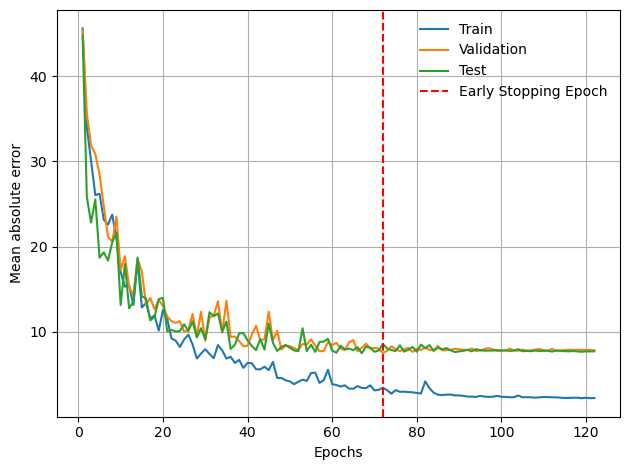 Train
Validation
Test
Early Stopping Epoch
Mean absolute error
40
30
20
10
0
20
40
60
80
100
120
Epochs